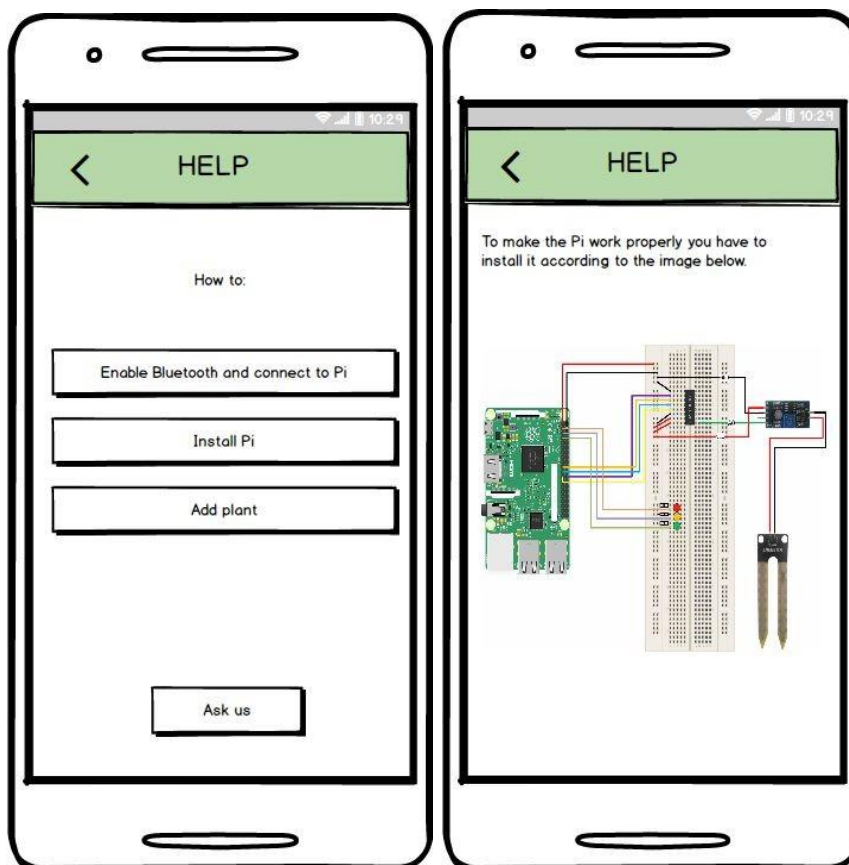 10:29
HELP
How to:
Enable Bluetooth and connect to Pi
Install Pi
Add plant
Ask us
10:29
HELP
To make the Pi work properly you have to
install it according to the image below.